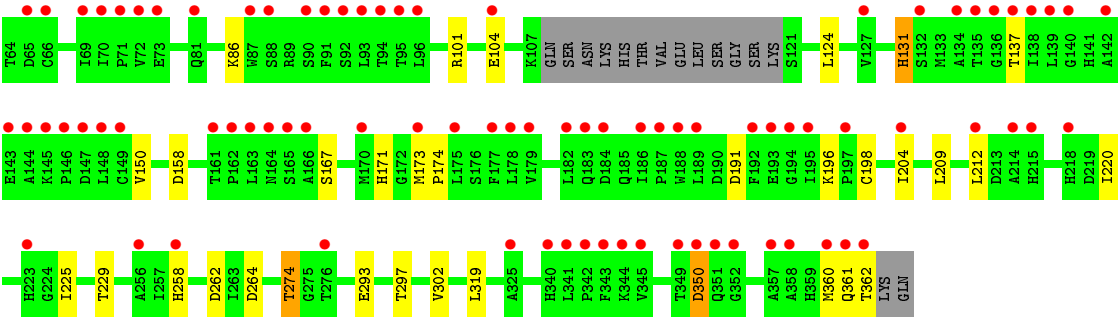 T64 D65 C66 I69 I70 P71 V72 E73 Q81 K86 W87 S88 R89 S90 F91 S92 L93 T94 T95 L96 R101 E104 K107 GLN SER ASN LYS HIS THR VAL GLU LEU SER GLY SER LYS S121 L124 V127 H131 S132 M133 A134 T135 G136 T137 I138 L139 G140 H141 A142
E143 A144 K145 P146 D147 L148 C149 V150 D158 T161 P162 L163 N164 S165 A166 S167 M170 H171 G172 M173 P174 L175 S176 F177 L178 V179 L182 Q183 D184 Q185 I186 P187 W188 L189 D190 D191 F192 E193 G194 I195 K196 P197 C198 I204 L209 L212 D213 A214 H215 H218 D219 I220
H223 G224 I225 T229 A256 I257 H258 D262 I263 D264 T274 G275 T276 E293 T297 V302 L319 A325 H340 L341 P342 F343 K344 V345 T349 D350 Q351 G352 A357 A358 H359 M360 Q361 T362 LYS GLN